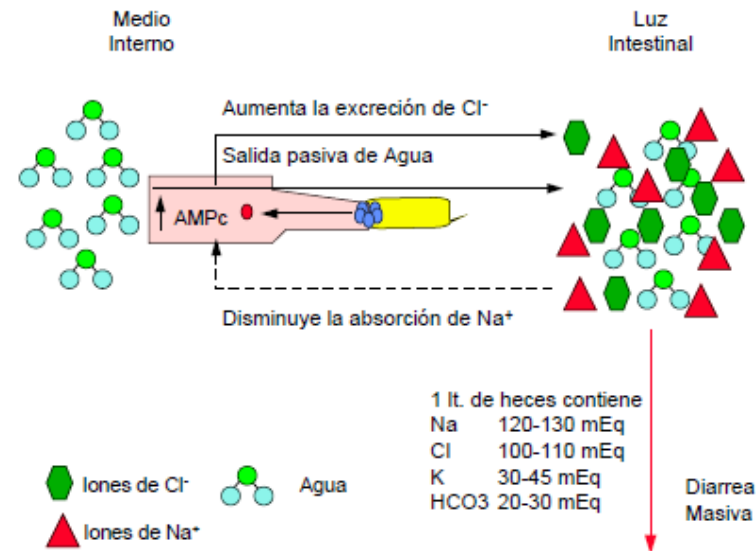 Medio
Interno
Luz
Intestinal
Aumenta la excreción de Cl-
Salida pasiva de Agua
AMPc
Disminuye la absorción de Na+
1 lt. de heces contiene
Na 120-130 mEq
Cl 100-110 mEq
K 30-45 mEq
HCO3 20-30 mEq
Diarrea
Masiva
Iones de Cl-
Agua
Iones de Na+